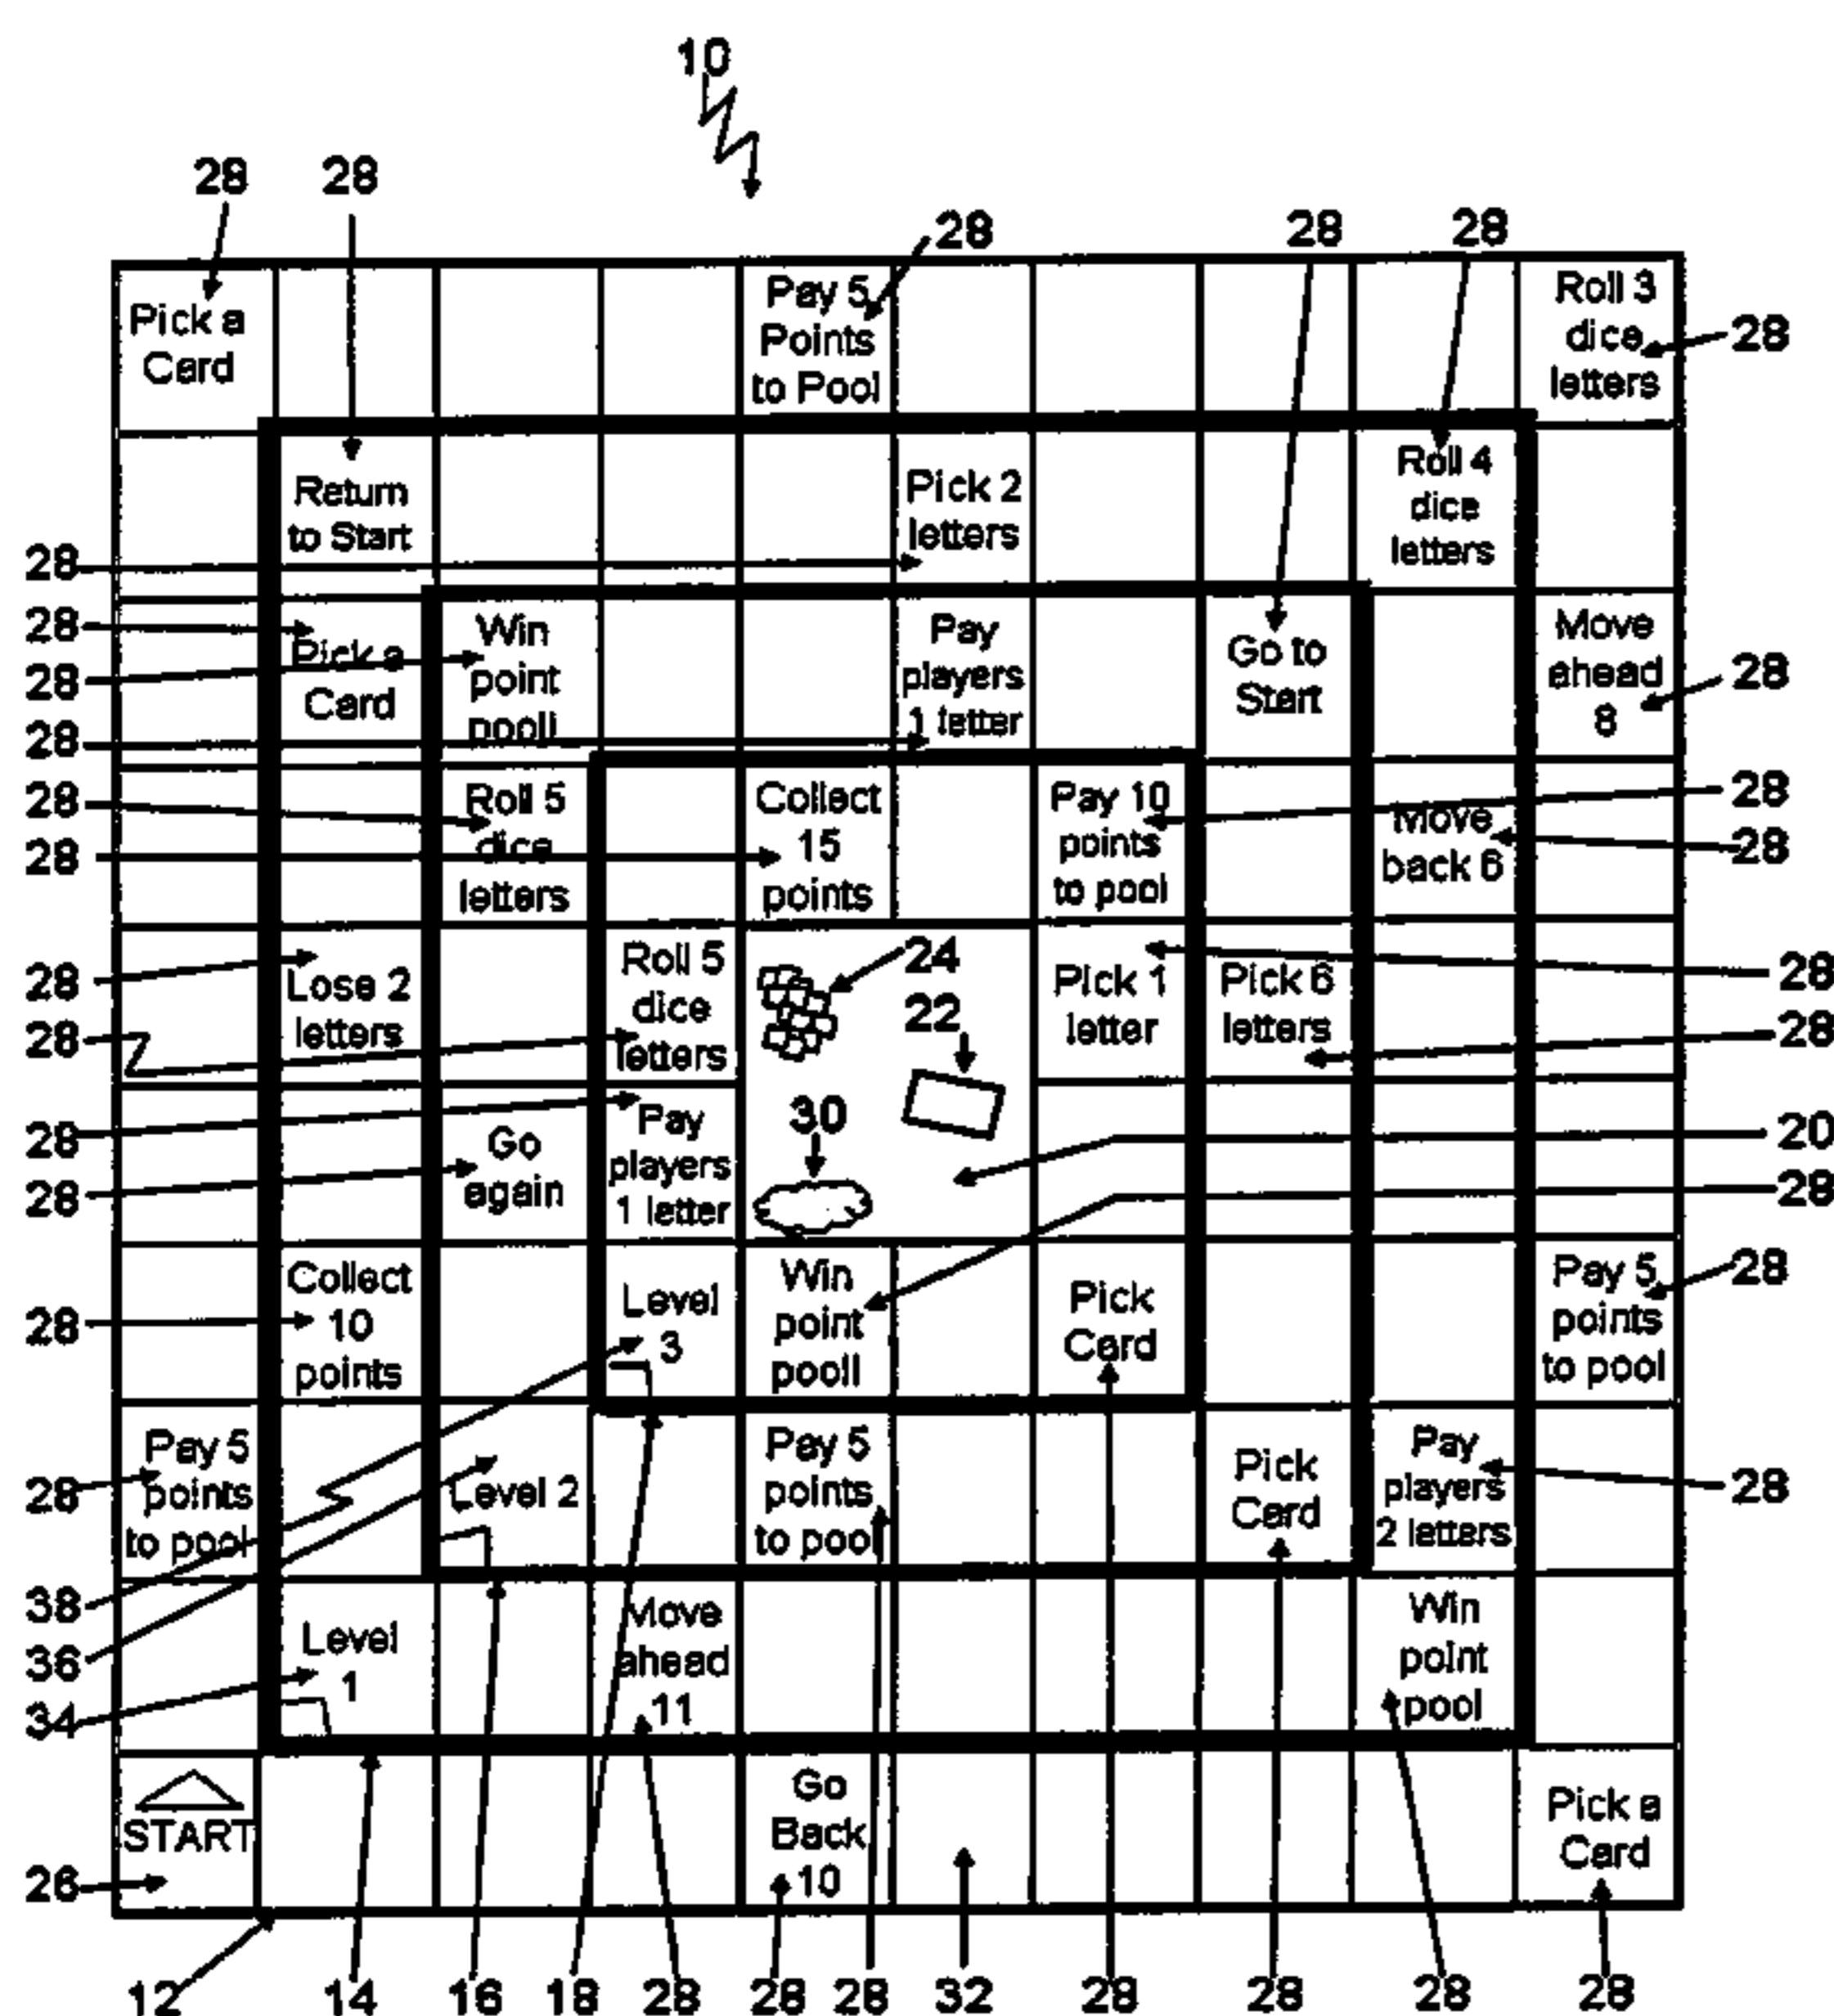 10
28 28
28 28 28
Pick a
Card
Pay 5
Points
to Pool
Roll 3
dice
letters
28
Return
to Start
Pick 2
letters
Roll 4
dice
letters
28
28
Pick a
Card
Win
point
pool!
Pay
players
1 letter
Go to
Start
Move
ahead
8
28
28
28
Roll 5
dice
letters
Collect
15
points
Pay 10
points
to pool
Move
back 6
28
28
28
28
Lose 2
letters
Roll 5
dice
letters
24
22
Pick 1
letter
Pick 6
letters
28
28
28
28
Go
again
Pay
players
1 letter
30
20
28
28
28
Collect
10
points
Level
3
Win
point
pool!
Pick
Card
Pay 5
points
to pool
28
28
Pay 5
points
to pool
Level 2
Pay 5
points
to pool
Pick
Card
Pay
players
2 letters
28
28
38
36
34
Level
1
Move
ahead
11
Win
point
pool
START
Go
Back
10
Pick a
Card
26
12 14 16 18 28 28 28 32 28 28 28 28